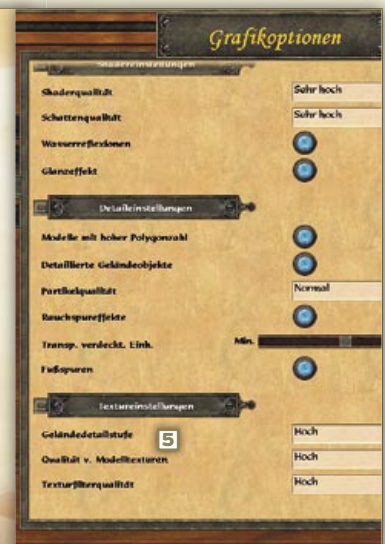 Grafikoptionen
Shadereinstellungen
Shaderqualität Sehr hoch
Schattenqualität Sehr hoch
Wasserreflexionen
Glanzeffekt
Detaileinstellungen
Modelle mit hoher Polygonzahl
Detaillierte Geländeobjekte
Partikelqualität Normal
Rauchspureffekte
Transp. verdeckt. Einh. Min.
Fußspuren
Textureinstellungen
Geländedetailstufe 5 Hoch
Qualität v. Modelltexturen Hoch
Texturfilterqualität Hoch